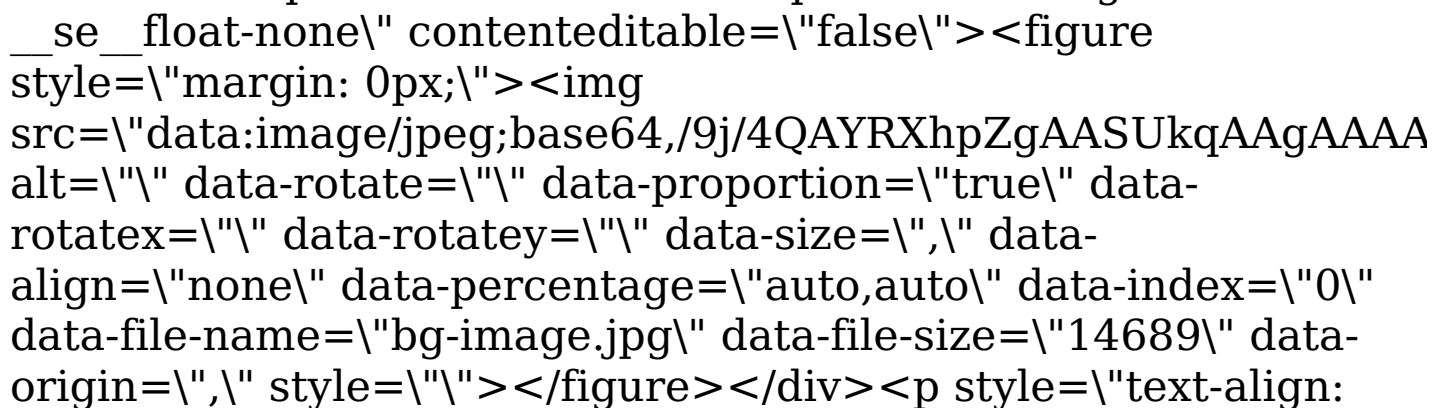 __se__float-none\" contenteditable=\"false\"><figure
style=\"margin: 0px;\"><img
src=\"data:image/jpeg;base64,/9j/4QAYRXhpZgAASUkqAAgAAAA
alt=\"\" data-rotate=\"\" data-proportion=\"true\" data-
rotatex=\"\" data-rotatey=\"\" data-size=\",\" data-
align=\"none\" data-percentage=\"auto,auto\" data-index=\"0\"
data-file-name=\"bg-image.jpg\" data-file-size=\"14689\" data-
origin=\",\" style=\"\"></figure></div><p style=\"text-align: